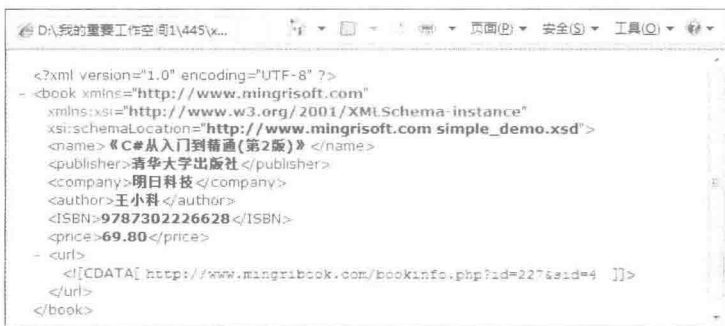 D:\我的重要工作空间1\445\x... 页面(P) 安全(S) 工具(O)
<?xml version="1.0" encoding="UTF-8" ?>
- <book xmlns="http://www.mingrisoft.com"
xmlns:xsi="http://www.w3.org/2001/XMLSchema-instance"
xsi:schemaLocation="http://www.mingrisoft.com simple_demo.xsd">
<name>《C#从入门到精通(第2版)》</name>
<publisher>清华大学出版社</publisher>
<company>明日科技</company>
<author>王小科</author>
<ISBN>9787302226628</ISBN>
<price>69.80</price>
- <url>
<![CDATA[ http://www.mingribook.com/bookinfo.php?id=227&sid=4 ]]>
</url>
</book>